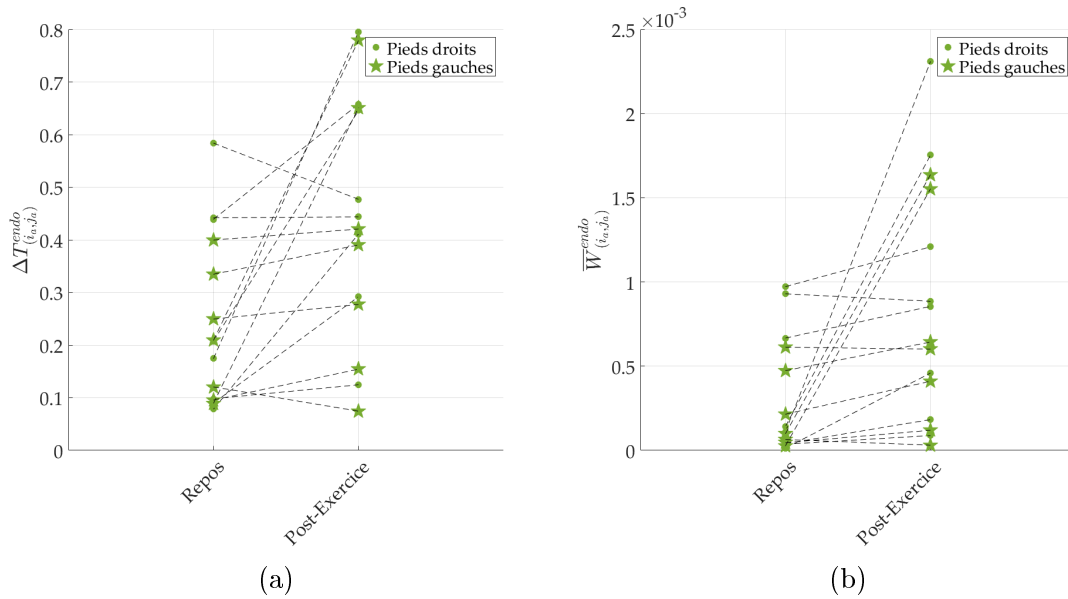 0.8
0.7
0.6
0.5
0.4
0.3
0.2
0.1
0
ΔT^{endo}_{(i_a,j_a)}
Pieds droits
Pieds gauches
Repos
Post-Exercice
(a)
×10^{-3}
2.5
2
1.5
1
0.5
0
W̅^{endo}_{(i_a,j_a)}
Pieds droits
Pieds gauches
Repos
Post-Exercice
(b)